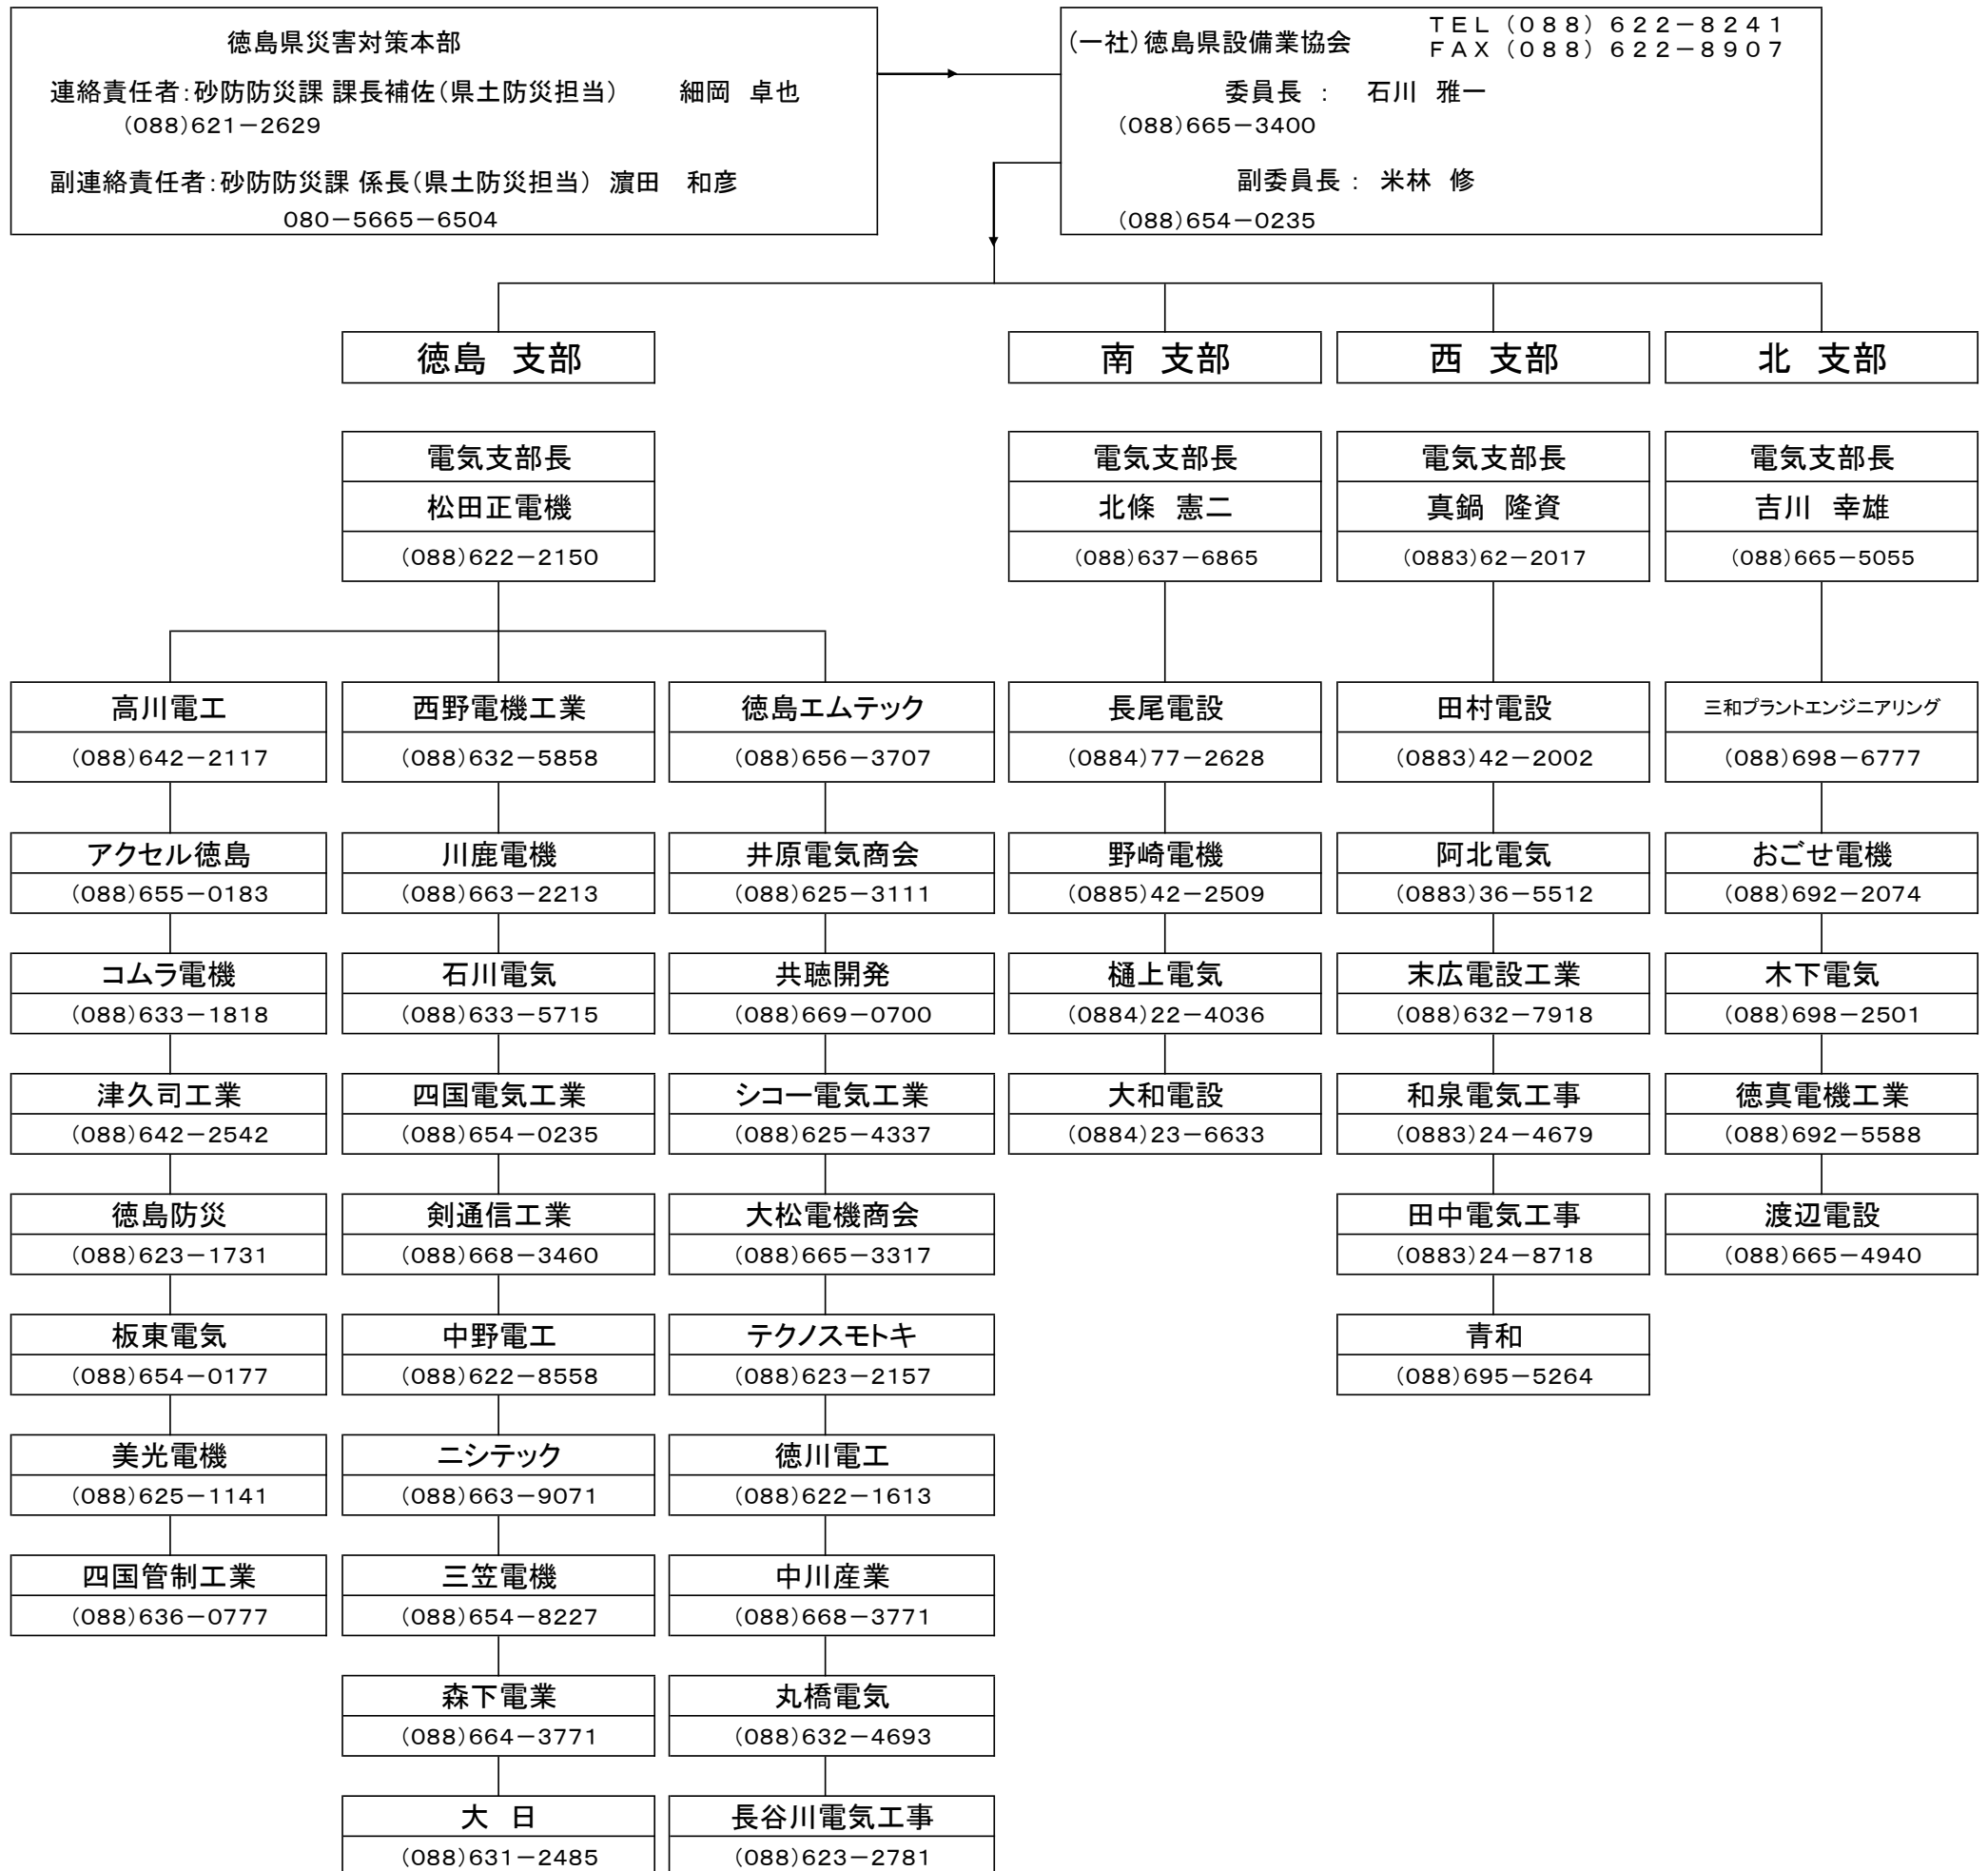 徳島県災害対策本部
連絡責任者：砂防防災課 課長補佐（県土防災担当）　細岡　卓也
（088）621－2629
副連絡責任者：砂防防災課 係長（県土防災担当）　濵田　和彦
080－5665－6504
（一社）徳島県設備業協会
ＴＥＬ（０８８）６２２－８２４１
ＦＡＸ（０８８）６２２－８９０７
委員長　：　石川　雅一
（088）665－3400
副委員長　：　米林　修
（088）654－0235
徳島　支部
電気支部長
松田正電機
（088）622－2150
高川電工
（088）642－2117
アクセル徳島
（088）655－0183
コムラ電機
（088）633－1818
津久司工業
（088）642－2542
徳島防災
（088）623－1731
板東電気
（088）654－0177
美光電機
（088）625－1141
四国管制工業
（088）636－0777
西野電機工業
（088）632－5858
川鹿電機
（088）663－2213
石川電気
（088）633－5715
四国電気工業
（088）654－0235
剣通信工業
（088）668－3460
中野電工
（088）622－8558
ニシテック
（088）663－9071
三笠電機
（088）654－8227
森下電業
（088）664－3771
大　日
（088）631－2485
徳島エムテック
（088）656－3707
井原電気商会
（088）625－3111
共聴開発
（088）669－0700
シコー電気工業
（088）625－4337
大松電機商会
（088）665－3317
テクノスモトキ
（088）623－2157
徳川電工
（088）622－1613
中川産業
（088）668－3771
丸橋電気
（088）632－4693
長谷川電気工事
（088）623－2781
南　支部
電気支部長
北條　憲二
（088）637－6865
長尾電設
（0884）77－2628
野崎電機
（0885）42－2509
樋上電気
（0884）22－4036
大和電設
（0884）23－6633
西　支部
電気支部長
真鍋　隆資
（0883）62－2017
田村電設
（0883）42－2002
阿北電気
（0883）36－5512
末広電設工業
（088）632－7918
和泉電気工事
（0883）24－4679
田中電気工事
（0883）24－8718
青和
（088）695－5264
北　支部
電気支部長
吉川　幸雄
（088）665－5055
三和プラントエンジニアリング
（088）698－6777
おごせ電機
（088）692－2074
木下電気
（088）698－2501
徳真電機工業
（088）692－5588
渡辺電設
（088）665－4940